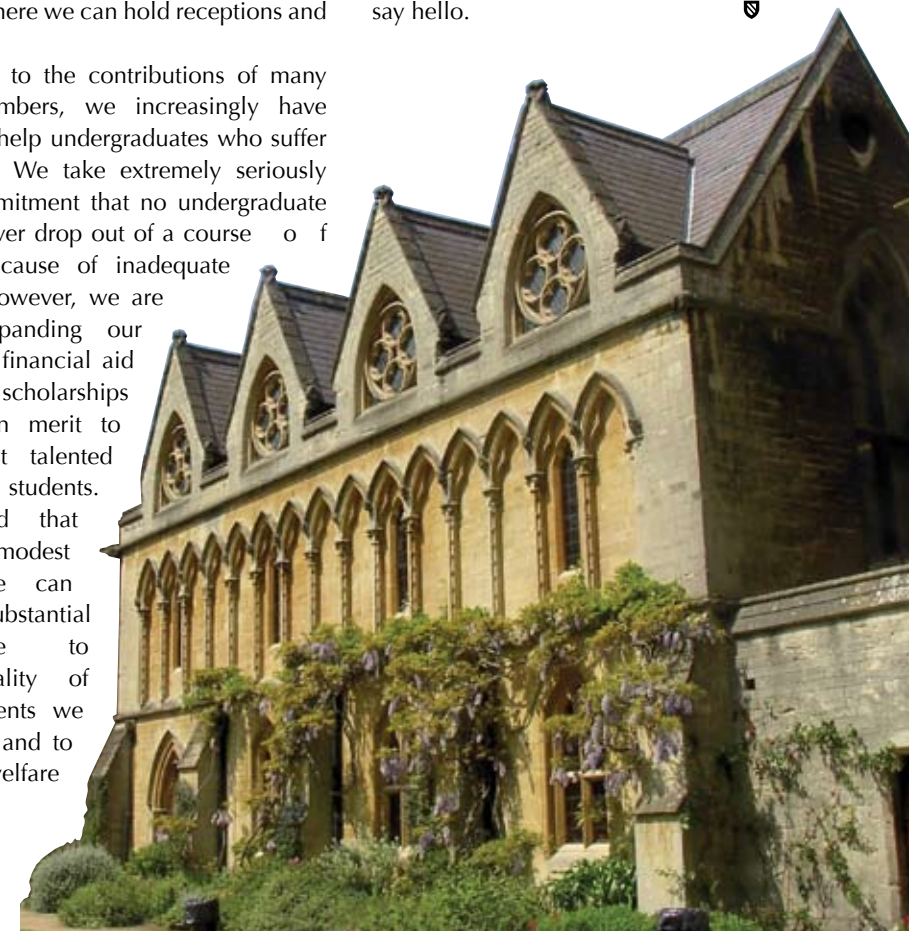 here we can hold receptions and
to the contributions of many
mbers, we increasingly have
help undergraduates who suffer
We take extremely seriously
mitment that no undergraduate
ver drop out of a course o f
cause of inadequate
owever, we are
panding our
financial aid
scholarships
n merit to
t talented
students.
d that
modest
e can
ubstantial
e to
ality of
ents we
and to
elfare
say hello.